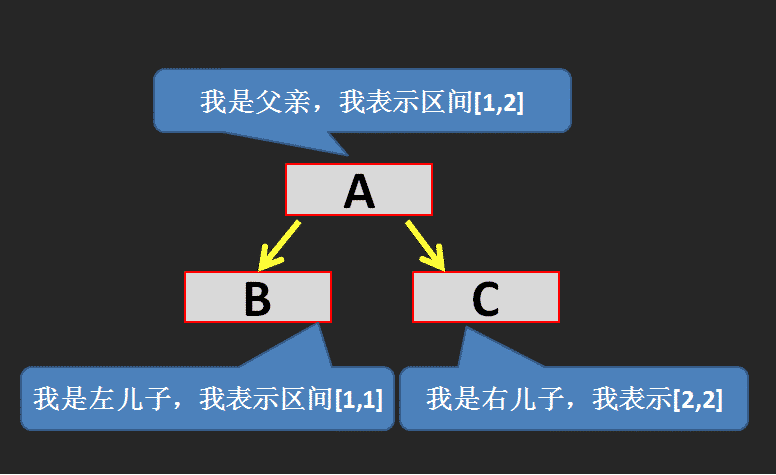 我是父亲，我表示区间[1,2]
A
B
C
我是左儿子，我表示区间[1,1]
我是右儿子，我表示[2,2]